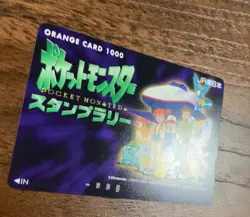 ORANGE CARD 1000
JR東日本
ポケットモンスター
POCKET MONSTERS
スタンプラリー
IN